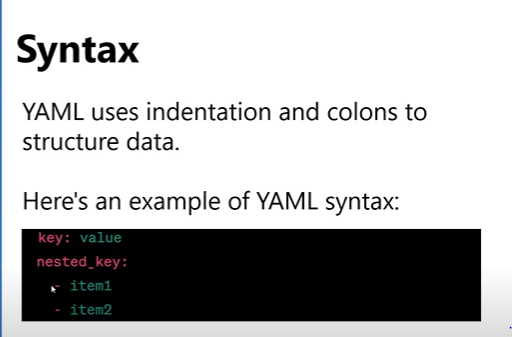 Syntax
YAML uses indentation and colons to
structure data.
Here's an example of YAML syntax:
key: value
nested_key:
- item1
- item2